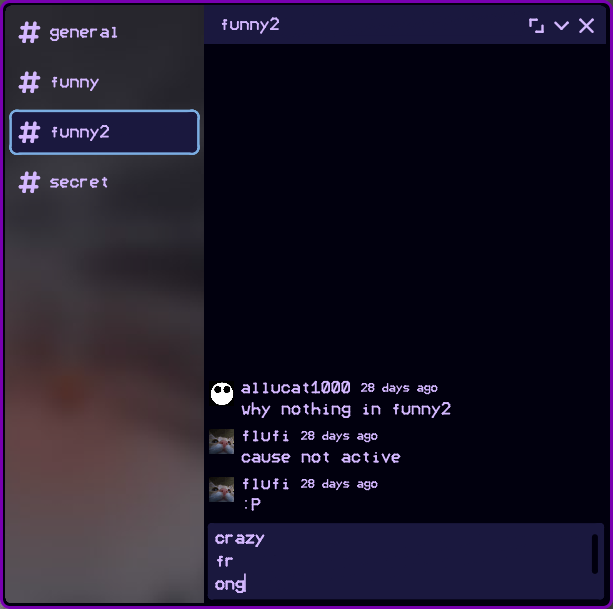 # general
# funny
# funny2
# secret
funny2
allucat1000 28 days ago
why nothing in funny2
flufi 28 days ago
cause not active
flufi 28 days ago
:P
crazy
fr
ong